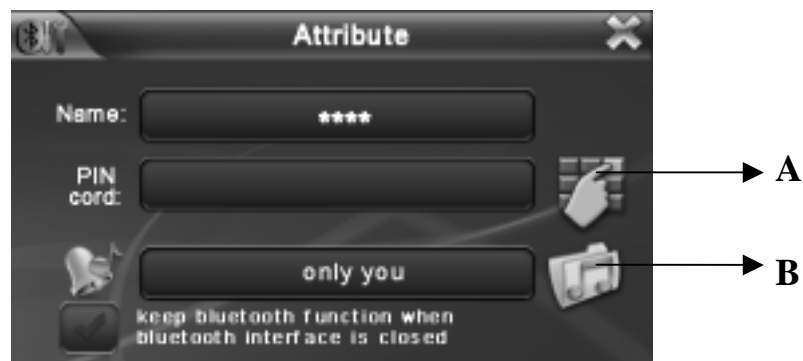 Attribute
Name: ****
PIN
cord:
A
only you
B
keep bluetooth function when
bluetooth interface is closed